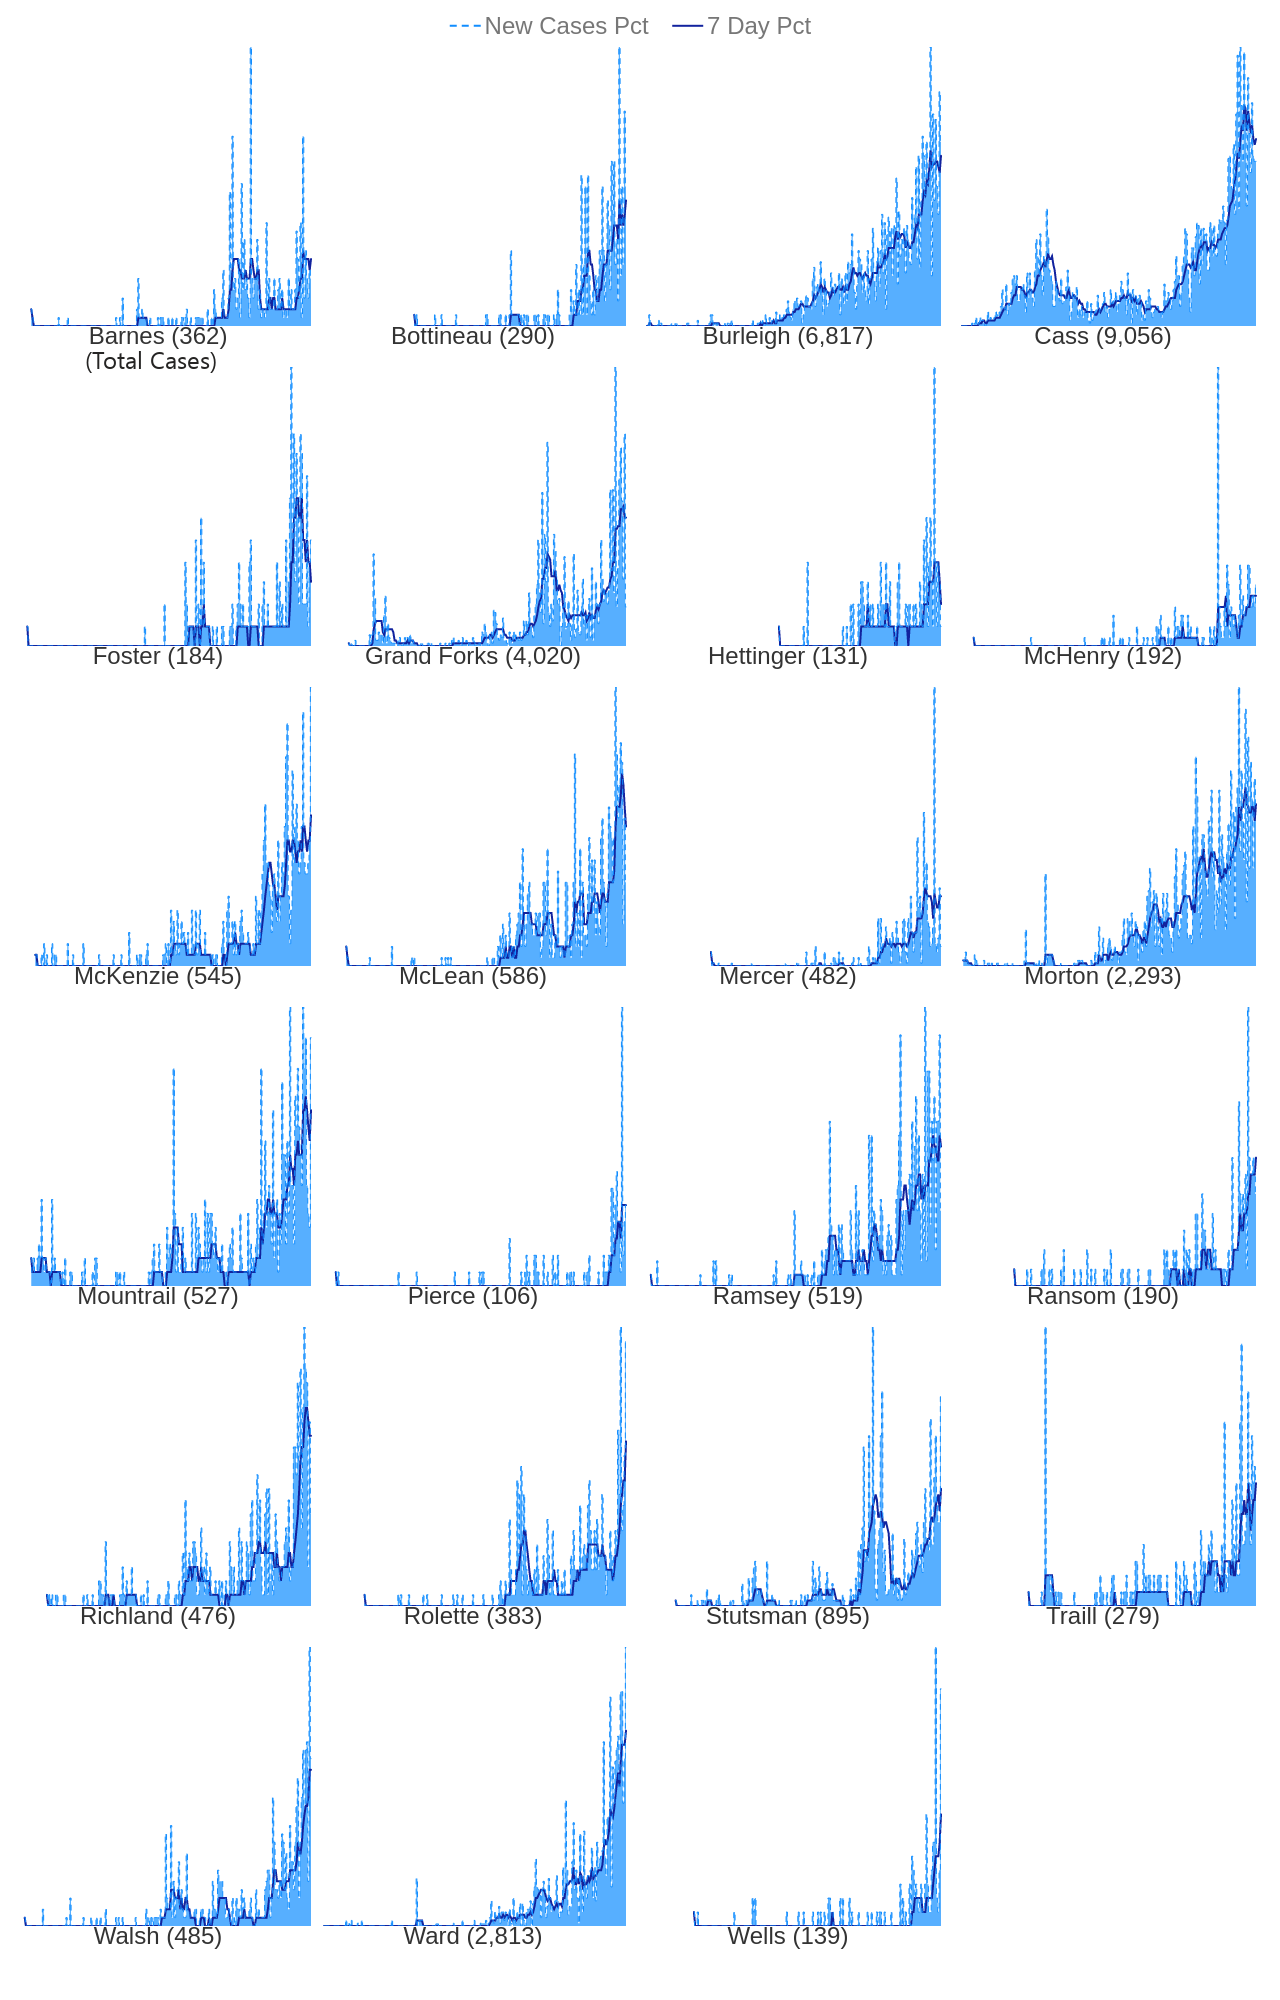 New Cases Pct 7 Day Pct
Barnes (362) Bottineau (290) Burleigh (6,817) Cass (9,056)
(Total Cases)
Foster (184) Grand Forks (4,020) Hettinger (131) McHenry (192)
McKenzie (545) McLean (586) Mercer (482) Morton (2,293)
Mountrail (527) Pierce (106) Ramsey (519) Ransom (190)
Richland (476) Rolette (383) Stutsman (895) Traill (279)
Walsh (485) Ward (2,813) Wells (139)